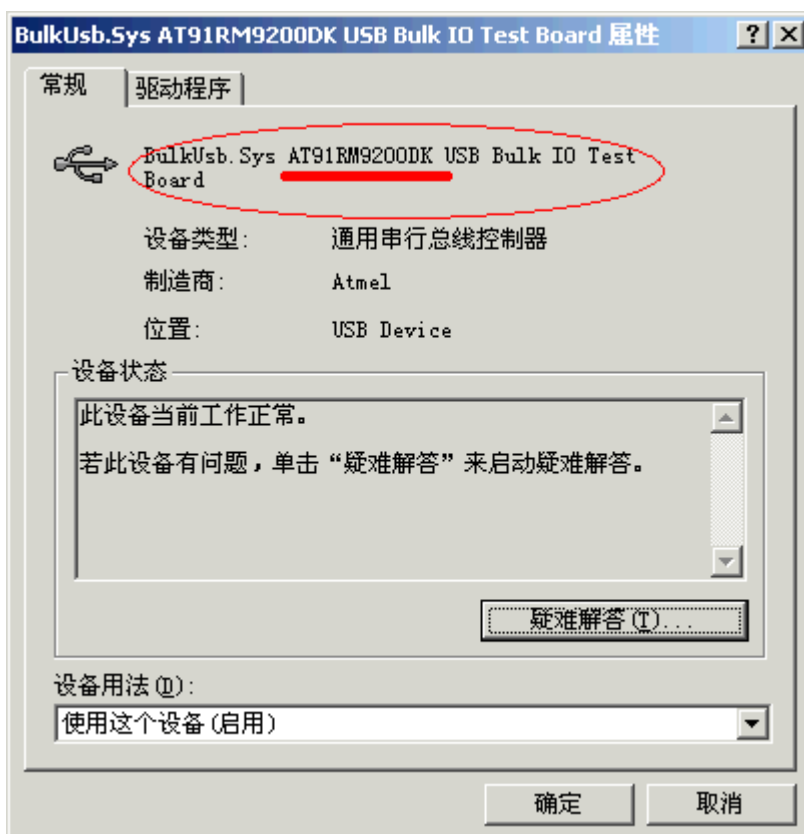 BulkUsb.Sys AT91RM9200DK USB Bulk IO Test Board 属性
常规
驱动程序
BulkUsb.Sys AT91RM9200DK USB Bulk IO Test
Board
设备类型: 通用串行总线控制器
制造商: Atmel
位置: USB Device
设备状态
此设备当前工作正常。
若此设备有问题，单击“疑难解答”来启动疑难解答。
疑难解答(T)...
设备用法(D):
使用这个设备(启用)
确定
取消